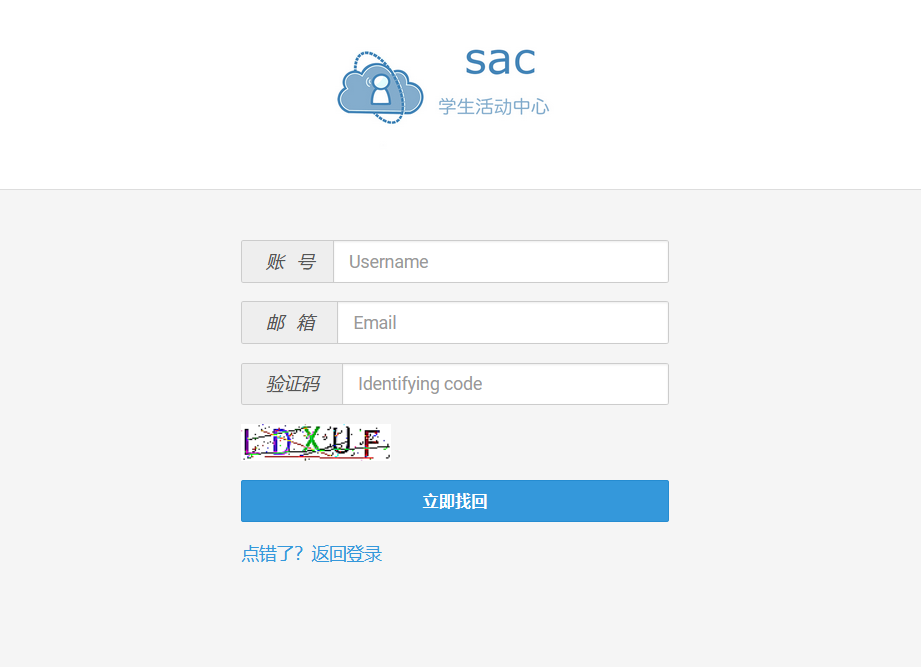 sac
学生活动中心
账 号 Username
邮 箱 Email
验证码 Identifying code
LDXUF
立即找回
点错了？返回登录